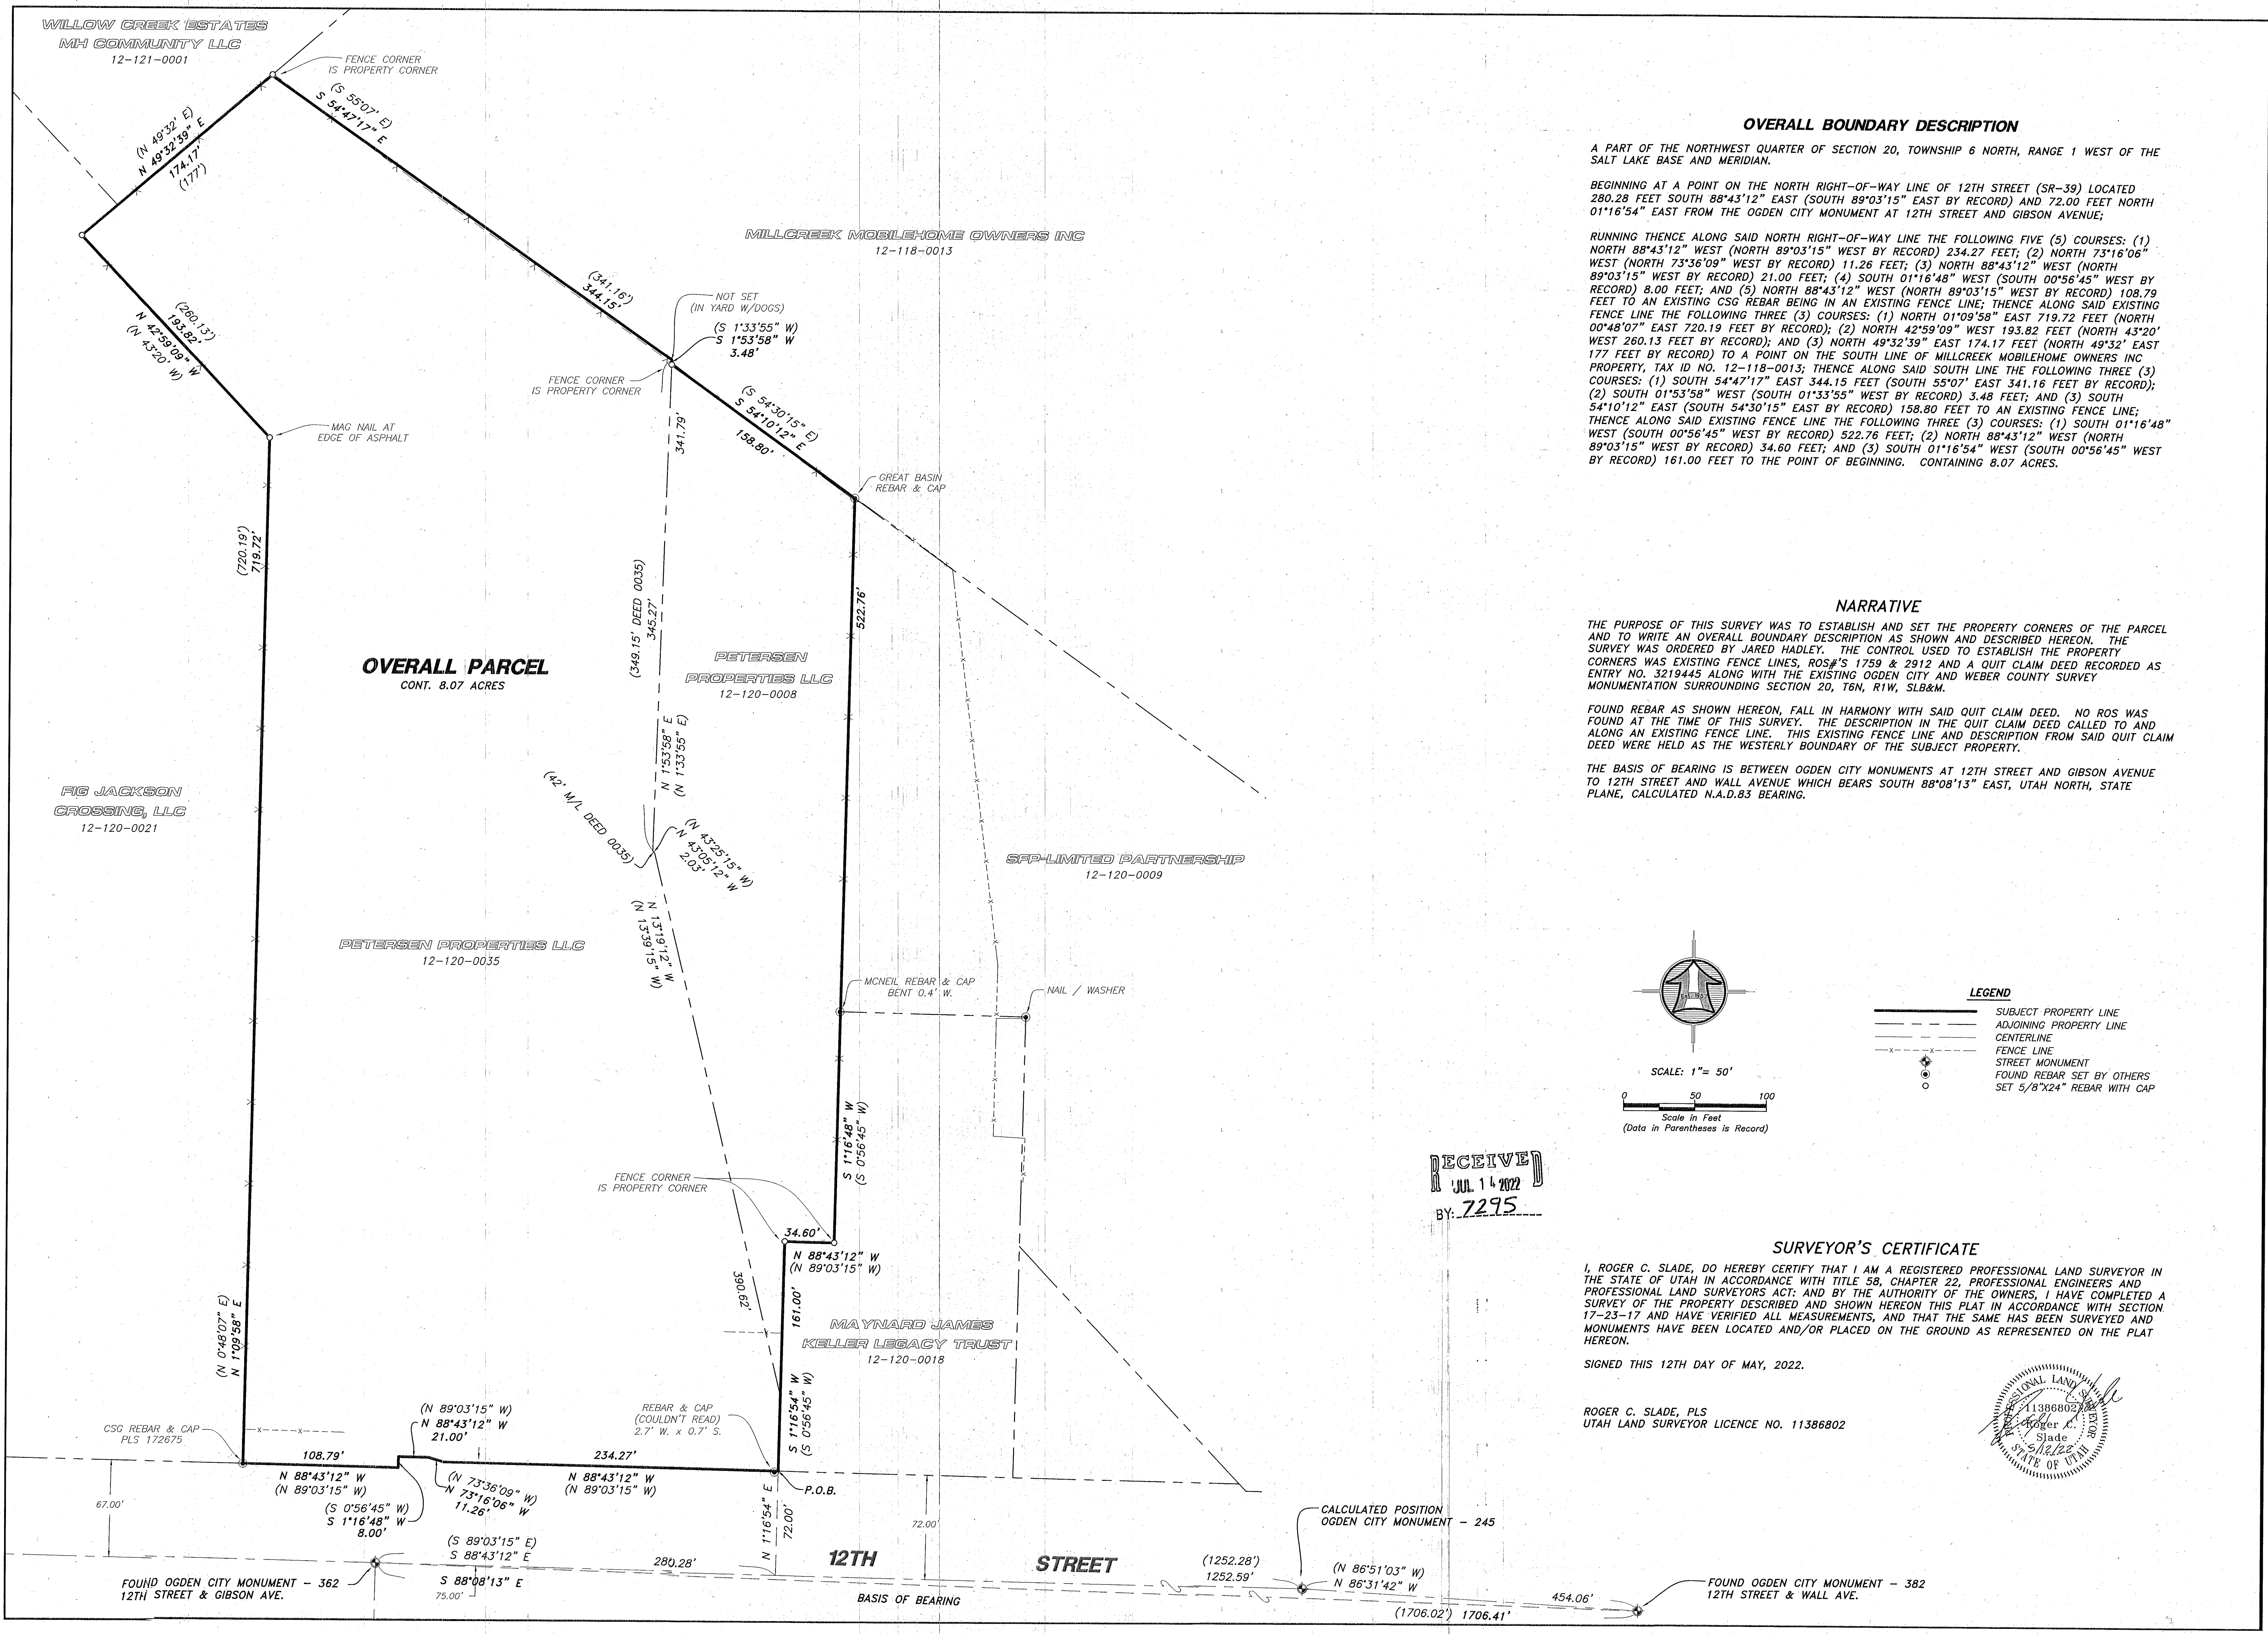 WILLOW CREEK ESTATES
MH COMMUNITY LLC
12-121-0001
FENCE CORNER
IS PROPERTY CORNER
(N 49°32' E)
N 49°32'39" E
174.17'
(177')
(S 55°07' E)
S 54°47'17" E
(341.16')
344.15'
MILLCREEK MOBILEHOME OWNERS INC
12-118-0013
NOT SET
(IN YARD W/DOGS)
(S 1°33'55" W)
S 1°53'58" W
3.48'
FENCE CORNER
IS PROPERTY CORNER
(260.13')
193.82'
N 42°59'09" W
(N 43°20' W)
MAG NAIL AT
EDGE OF ASPHALT
341.79'
(S 54°30'15" E)
S 54°10'12" E
158.80'
GREAT BASIN
REBAR & CAP
(720.19')
719.72'
(349.15' DEED 0035)
345.27'
522.76'
OVERALL PARCEL
CONT. 8.07 ACRES
PETERSEN
PROPERTIES LLC
12-120-0008
N 1°53'58" E
(N 1°33'55" E)
FIG JACKSON
CROSSING, LLC
12-120-0021
(42' M/L DEED 0035)
(N 43°25'15" W)
N 43°05'12" W
2.03'
SFP-LIMITED PARTNERSHIP
12-120-0009
N 13°19'12" W
(N 13°39'15" W)
PETERSEN PROPERTIES LLC
12-120-0035
MCNEIL REBAR & CAP
BENT 0.4' W.
NAIL / WASHER
S 1°16'48" W
(S 0°56'45" W)
FENCE CORNER
IS PROPERTY CORNER
34.60'
N 88°43'12" W
(N 89°03'15" W)
390.62'
161.00'
MAYNARD JAMES
KELLER LEGACY TRUST
12-120-0018
(N 0°48'07" E)
N 1°09'58" E
S 1°16'54" W
(S 0°56'45" W)
CSG REBAR & CAP
PLS 172675
(N 89°03'15" W)
N 88°43'12" W
21.00'
REBAR & CAP
(COULDN'T READ)
2.7' W. x 0.7' S.
108.79'
N 88°43'12" W
(N 89°03'15" W)
(S 0°56'45" W)
S 1°16'48" W
8.00'
(N 73°36'09" W)
N 73°16'06" W
11.26'
234.27'
N 88°43'12" W
(N 89°03'15" W)
P.O.B.
67.00'
N 1°16'54" E
72.00'
72.00'
(S 89°03'15" E)
S 88°43'12" E
280.28'
12TH STREET
S 88°08'13" E
75.00'
BASIS OF BEARING
FOUND OGDEN CITY MONUMENT - 362
12TH STREET & GIBSON AVE.
CALCULATED POSITION
OGDEN CITY MONUMENT - 245
(1252.28')
1252.59'
(N 86°51'03" W)
N 86°31'42" W
454.06'
(1706.02') 1706.41'
FOUND OGDEN CITY MONUMENT - 382
12TH STREET & WALL AVE.
OVERALL BOUNDARY DESCRIPTION
A PART OF THE NORTHWEST QUARTER OF SECTION 20, TOWNSHIP 6 NORTH, RANGE 1 WEST OF THE
SALT LAKE BASE AND MERIDIAN.
BEGINNING AT A POINT ON THE NORTH RIGHT-OF-WAY LINE OF 12TH STREET (SR-39) LOCATED
280.28 FEET SOUTH 88°43'12" EAST (SOUTH 89°03'15" EAST BY RECORD) AND 72.00 FEET NORTH
01°16'54" EAST FROM THE OGDEN CITY MONUMENT AT 12TH STREET AND GIBSON AVENUE;
RUNNING THENCE ALONG SAID NORTH RIGHT-OF-WAY LINE THE FOLLOWING FIVE (5) COURSES: (1)
NORTH 88°43'12" WEST (NORTH 89°03'15" WEST BY RECORD) 234.27 FEET; (2) NORTH 73°16'06"
WEST (NORTH 73°36'09" WEST BY RECORD) 11.26 FEET; (3) NORTH 88°43'12" WEST (NORTH
89°03'15" WEST BY RECORD) 21.00 FEET; (4) SOUTH 01°16'48" WEST (SOUTH 00°56'45" WEST BY
RECORD) 8.00 FEET; AND (5) NORTH 88°43'12" WEST (NORTH 89°03'15" WEST BY RECORD) 108.79
FEET TO AN EXISTING CSG REBAR BEING IN AN EXISTING FENCE LINE; THENCE ALONG SAID EXISTING
FENCE LINE THE FOLLOWING THREE (3) COURSES: (1) NORTH 01°09'58" EAST 719.72 FEET (NORTH
00°48'07" EAST 720.19 FEET BY RECORD); (2) NORTH 42°59'09" WEST 193.82 FEET (NORTH 43°20'
WEST 260.13 FEET BY RECORD); AND (3) NORTH 49°32'39" EAST 174.17 FEET (NORTH 49°32' EAST
177 FEET BY RECORD) TO A POINT ON THE SOUTH LINE OF MILLCREEK MOBILEHOME OWNERS INC
PROPERTY, TAX ID NO. 12-118-0013; THENCE ALONG SAID SOUTH LINE THE FOLLOWING THREE (3)
COURSES: (1) SOUTH 54°47'17" EAST 344.15 FEET (SOUTH 55°07' EAST 341.16 FEET BY RECORD);
(2) SOUTH 01°53'58" WEST (SOUTH 01°33'55" WEST BY RECORD) 3.48 FEET; AND (3) SOUTH
54°10'12" EAST (SOUTH 54°30'15" EAST BY RECORD) 158.80 FEET TO AN EXISTING FENCE LINE;
THENCE ALONG SAID EXISTING FENCE LINE THE FOLLOWING THREE (3) COURSES: (1) SOUTH 01°16'48"
WEST (SOUTH 00°56'45" WEST BY RECORD) 522.76 FEET; (2) NORTH 88°43'12" WEST (NORTH
89°03'15" WEST BY RECORD) 34.60 FEET; AND (3) SOUTH 01°16'54" WEST (SOUTH 00°56'45" WEST
BY RECORD) 161.00 FEET TO THE POINT OF BEGINNING. CONTAINING 8.07 ACRES.
NARRATIVE
THE PURPOSE OF THIS SURVEY WAS TO ESTABLISH AND SET THE PROPERTY CORNERS OF THE PARCEL
AND TO WRITE AN OVERALL BOUNDARY DESCRIPTION AS SHOWN AND DESCRIBED HEREON. THE
SURVEY WAS ORDERED BY JARED HADLEY. THE CONTROL USED TO ESTABLISH THE PROPERTY
CORNERS WAS EXISTING FENCE LINES, ROS#'S 1759 & 2912 AND A QUIT CLAIM DEED RECORDED AS
ENTRY NO. 3219445 ALONG WITH THE EXISTING OGDEN CITY AND WEBER COUNTY SURVEY
MONUMENTATION SURROUNDING SECTION 20, T6N, R1W, SLB&M.
FOUND REBAR AS SHOWN HEREON, FALL IN HARMONY WITH SAID QUIT CLAIM DEED. NO ROS WAS
FOUND AT THE TIME OF THIS SURVEY. THE DESCRIPTION IN THE QUIT CLAIM DEED CALLED TO AND
ALONG AN EXISTING FENCE LINE. THIS EXISTING FENCE LINE AND DESCRIPTION FROM SAID QUIT CLAIM
DEED WERE HELD AS THE WESTERLY BOUNDARY OF THE SUBJECT PROPERTY.
THE BASIS OF BEARING IS BETWEEN OGDEN CITY MONUMENTS AT 12TH STREET AND GIBSON AVENUE
TO 12TH STREET AND WALL AVENUE WHICH BEARS SOUTH 88°08'13" EAST, UTAH NORTH, STATE
PLANE, CALCULATED N.A.D.83 BEARING.
SCALE: 1"= 50'
0 50 100
Scale in Feet
(Data in Parentheses is Record)
LEGEND
SUBJECT PROPERTY LINE
ADJOINING PROPERTY LINE
CENTERLINE
FENCE LINE
STREET MONUMENT
FOUND REBAR SET BY OTHERS
SET 5/8"X24" REBAR WITH CAP
RECEIVED
JUL 14 2022
BY: 7295
SURVEYOR'S CERTIFICATE
I, ROGER C. SLADE, DO HEREBY CERTIFY THAT I AM A REGISTERED PROFESSIONAL LAND SURVEYOR IN
THE STATE OF UTAH IN ACCORDANCE WITH TITLE 58, CHAPTER 22, PROFESSIONAL ENGINEERS AND
PROFESSIONAL LAND SURVEYORS ACT: AND BY THE AUTHORITY OF THE OWNERS, I HAVE COMPLETED A
SURVEY OF THE PROPERTY DESCRIBED AND SHOWN HEREON THIS PLAT IN ACCORDANCE WITH SECTION
17-23-17 AND HAVE VERIFIED ALL MEASUREMENTS, AND THAT THE SAME HAS BEEN SURVEYED AND
MONUMENTS HAVE BEEN LOCATED AND/OR PLACED ON THE GROUND AS REPRESENTED ON THE PLAT
HEREON.
SIGNED THIS 12TH DAY OF MAY, 2022.
ROGER C. SLADE, PLS
UTAH LAND SURVEYOR LICENCE NO. 11386802
PROFESSIONAL LAND SURVEYOR
11386802
Roger C.
Slade
5/12/22
STATE OF UTAH